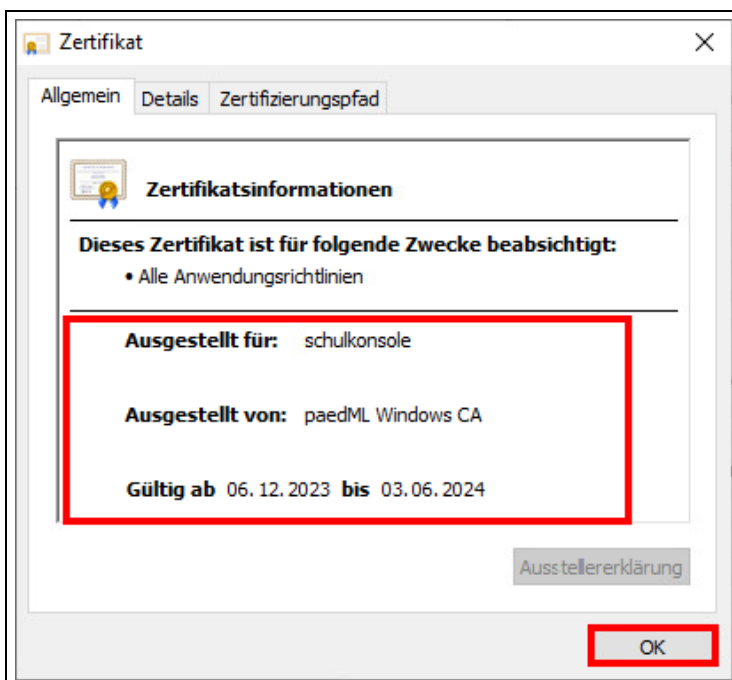 Zertifikat
Allgemein Details Zertifizierungspfad
Zertifikatsinformationen
Dieses Zertifikat ist für folgende Zwecke beabsichtigt:
• Alle Anwendungsrichtlinien
Ausgestellt für: schulkonsole
Ausgestellt von: paedML Windows CA
Gültig ab 06.12.2023 bis 03.06.2024
Ausstellererklärung
OK